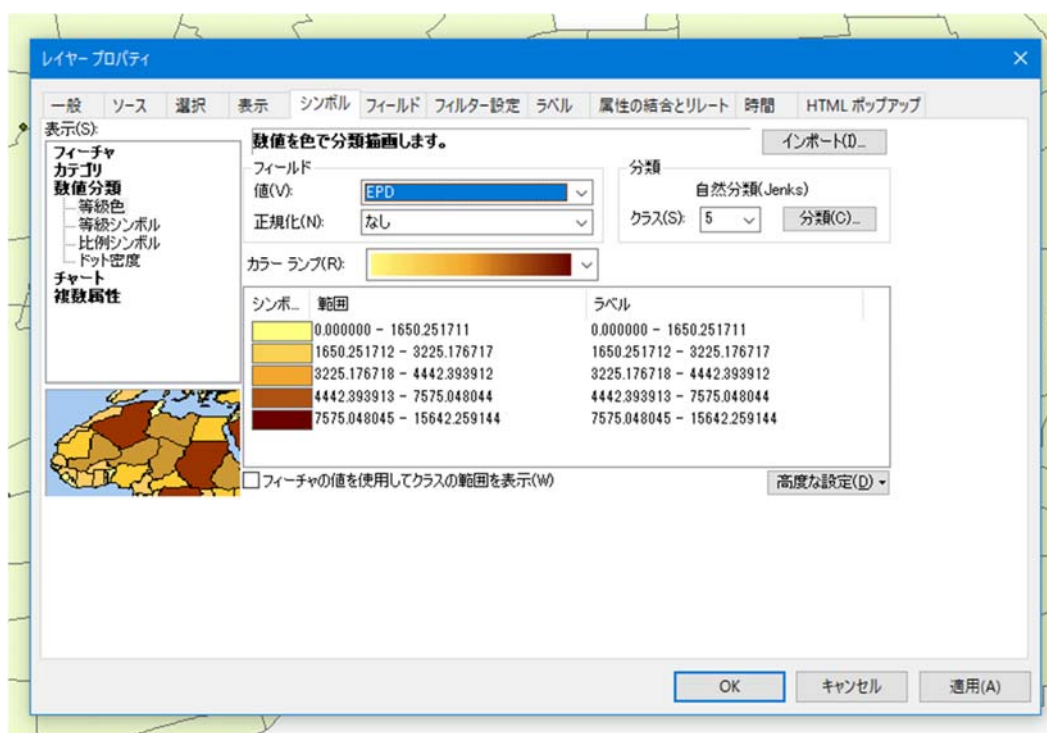 レイヤー プロパティ
一般 ソース 選択 表示 シンボル フィールド フィルター設定 ラベル 属性の結合とリレート 時間 HTML ポップアップ
表示(S):
フィーチャ
カテゴリ
数値分類
等級色
等級シンボル
比例シンボル
ドット密度
チャート
複数属性
数値を色で分類描画します。
インポート(I)...
フィールド
値(V): EPD
正規化(N): なし
分類
自然分類(Jenks)
クラス(S): 5 分類(C)...
カラー ランプ(R):
シンボ... 範囲 ラベル
0.000000 - 1650.251711 0.000000 - 1650.251711
1650.251712 - 3225.176717 1650.251712 - 3225.176717
3225.176718 - 4442.393912 3225.176718 - 4442.393912
4442.393913 - 7575.048044 4442.393913 - 7575.048044
7575.048045 - 15642.259144 7575.048045 - 15642.259144
フィーチャの値を使用してクラスの範囲を表示(W)
高度な設定(D)
OK キャンセル 適用(A)